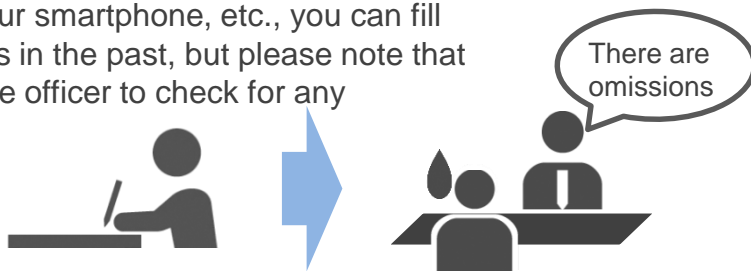 ur smartphone, etc., you can fill
s in the past, but please note that
e officer to check for any
There are
omissions